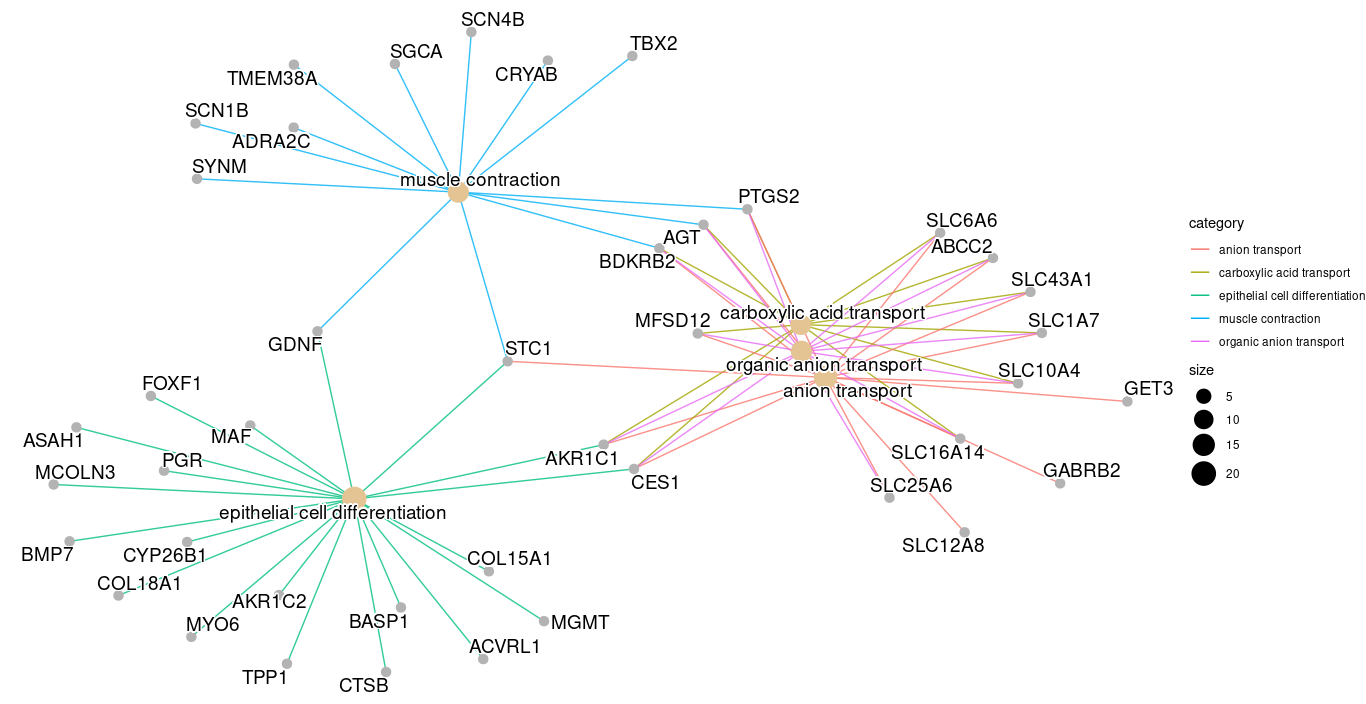 SCN4B
TBX2
SGCA
CRYAB
TMEM38A
SCN1B
ADRA2C
SYNM
muscle contraction
PTGS2
AGT
BDKRB2
SLC6A6
ABCC2
SLC43A1
carboxylic acid transport
MFSD12
SLC1A7
GDNF
STC1
organic anion transport
SLC10A4
anion transport
GET3
FOXF1
MAF
ASAH1
PGR
MCOLN3
AKR1C1
CES1
SLC16A14
GABRB2
SLC25A6
epithelial cell differentiation
SLC12A8
BMP7
CYP26B1
COL15A1
COL18A1
AKR1C2
MYO6
BASP1
MGMT
ACVRL1
TPP1
CTSB
category
anion transport
carboxylic acid transport
epithelial cell differentiation
muscle contraction
organic anion transport
size
5
10
15
20